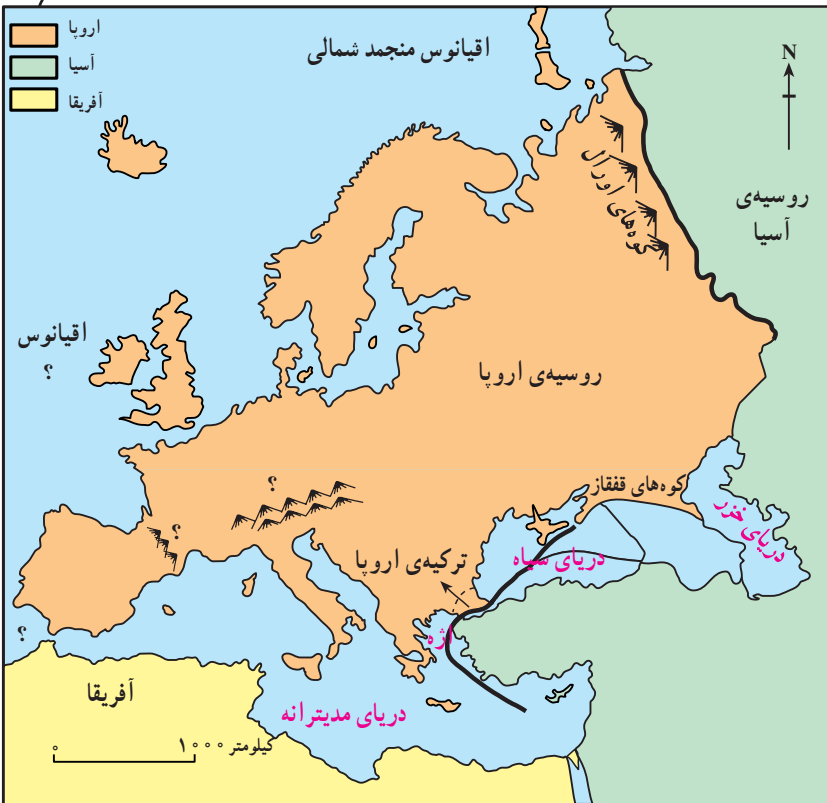 اروپا
آسیا
آفریقا
اقیانوس منجمد شمالی
N
کوه‌های اورال
روسیه‌ی
آسیا
اقیانوس
؟
روسیه‌ی اروپا
؟
؟
کوه‌های قفقاز
دریای خزر
دریای سیاه
ترکیه‌ی اروپا
اژه
؟
آفریقا
دریای مدیترانه
۰ ۱۰۰۰ کیلومتر